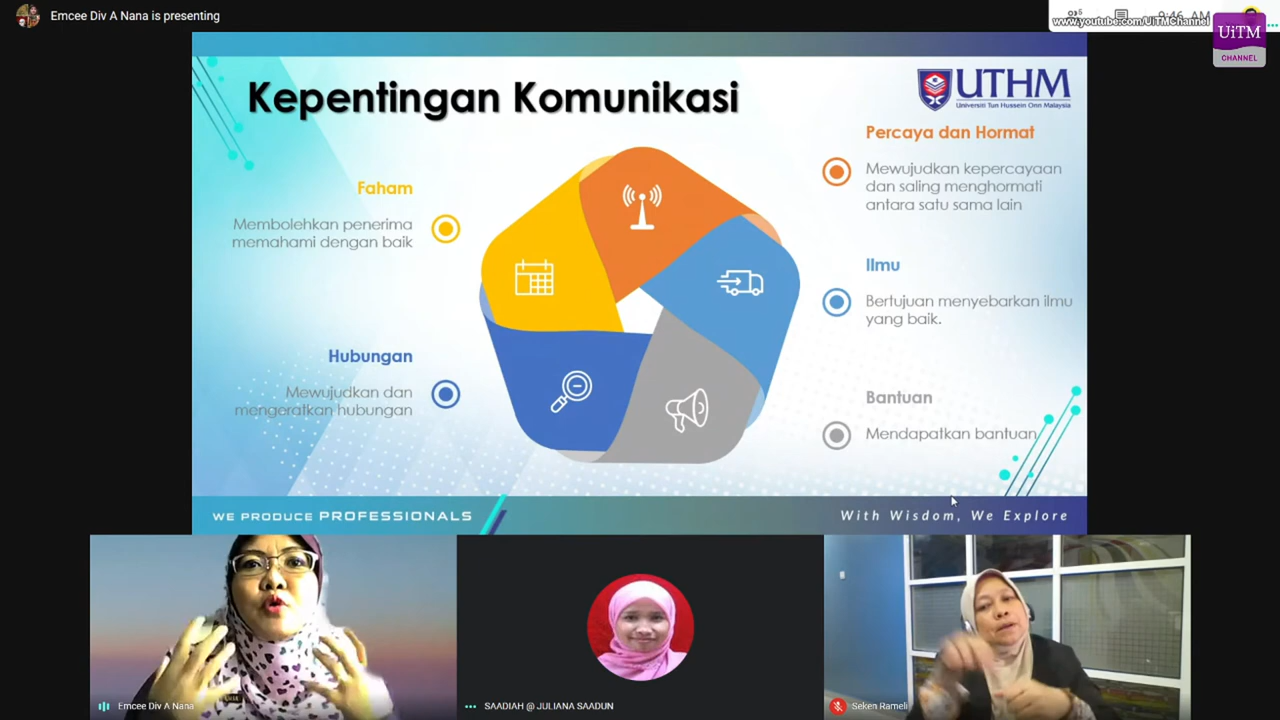 Emcee Div A Nana is presenting
www.youtube.com/UiTMChannel
UiTM
CHANNEL
Kepentingan Komunikasi
UTHM
Universiti Tun Hussein Onn Malaysia
Faham
Membolehkan penerima
memahami dengan baik
Hubungan
Mewujudkan dan
mengeratkan hubungan
Percaya dan Hormat
Mewujudkan kepercayaan
dan saling menghormati
antara satu sama lain
Ilmu
Bertujuan menyebarkan ilmu
yang baik.
Bantuan
Mendapatkan bantuan
WE PRODUCE PROFESSIONALS
With Wisdom, We Explore
Emcee Div A Nana
SAADIAH @ JULIANA SAADUN
Seken Rameli